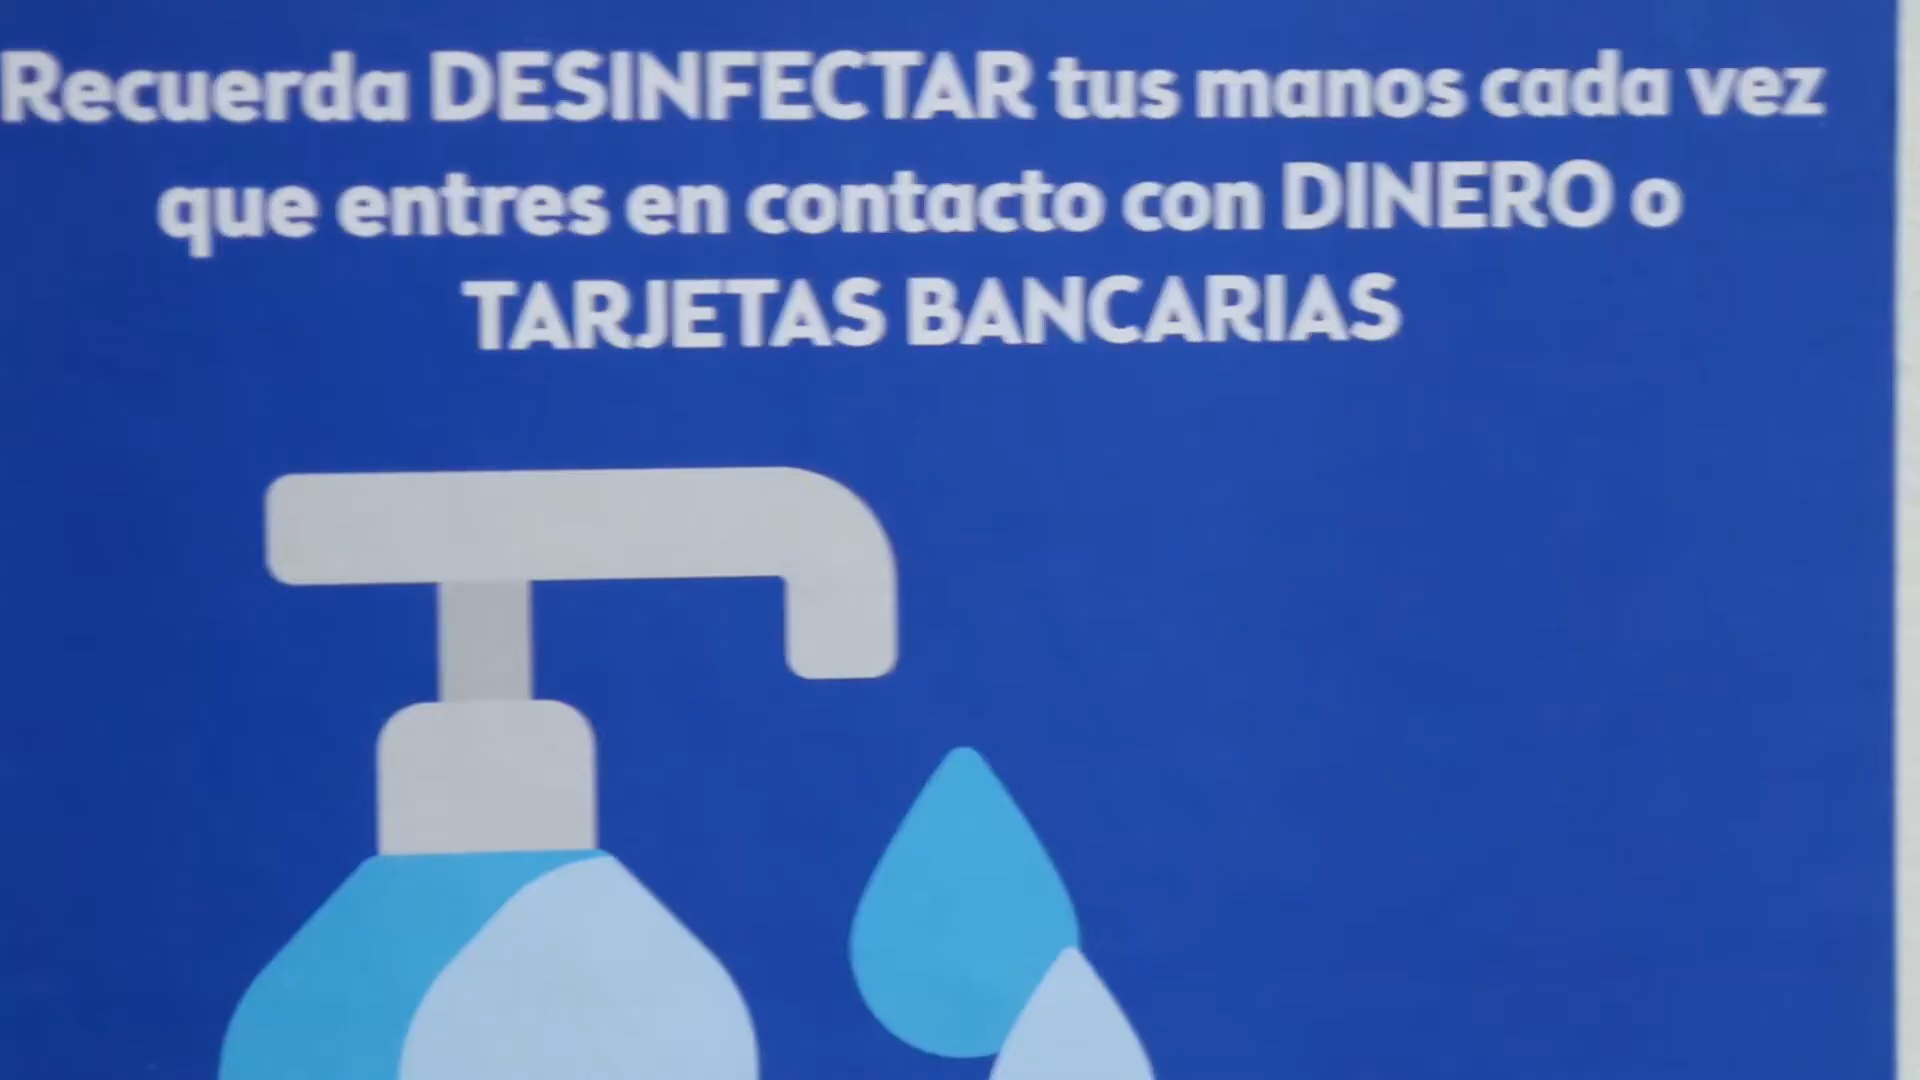 Recuerda DESINFECTAR tus manos cada vez
que entres en contacto con DINERO o
TARJETAS BANCARIAS